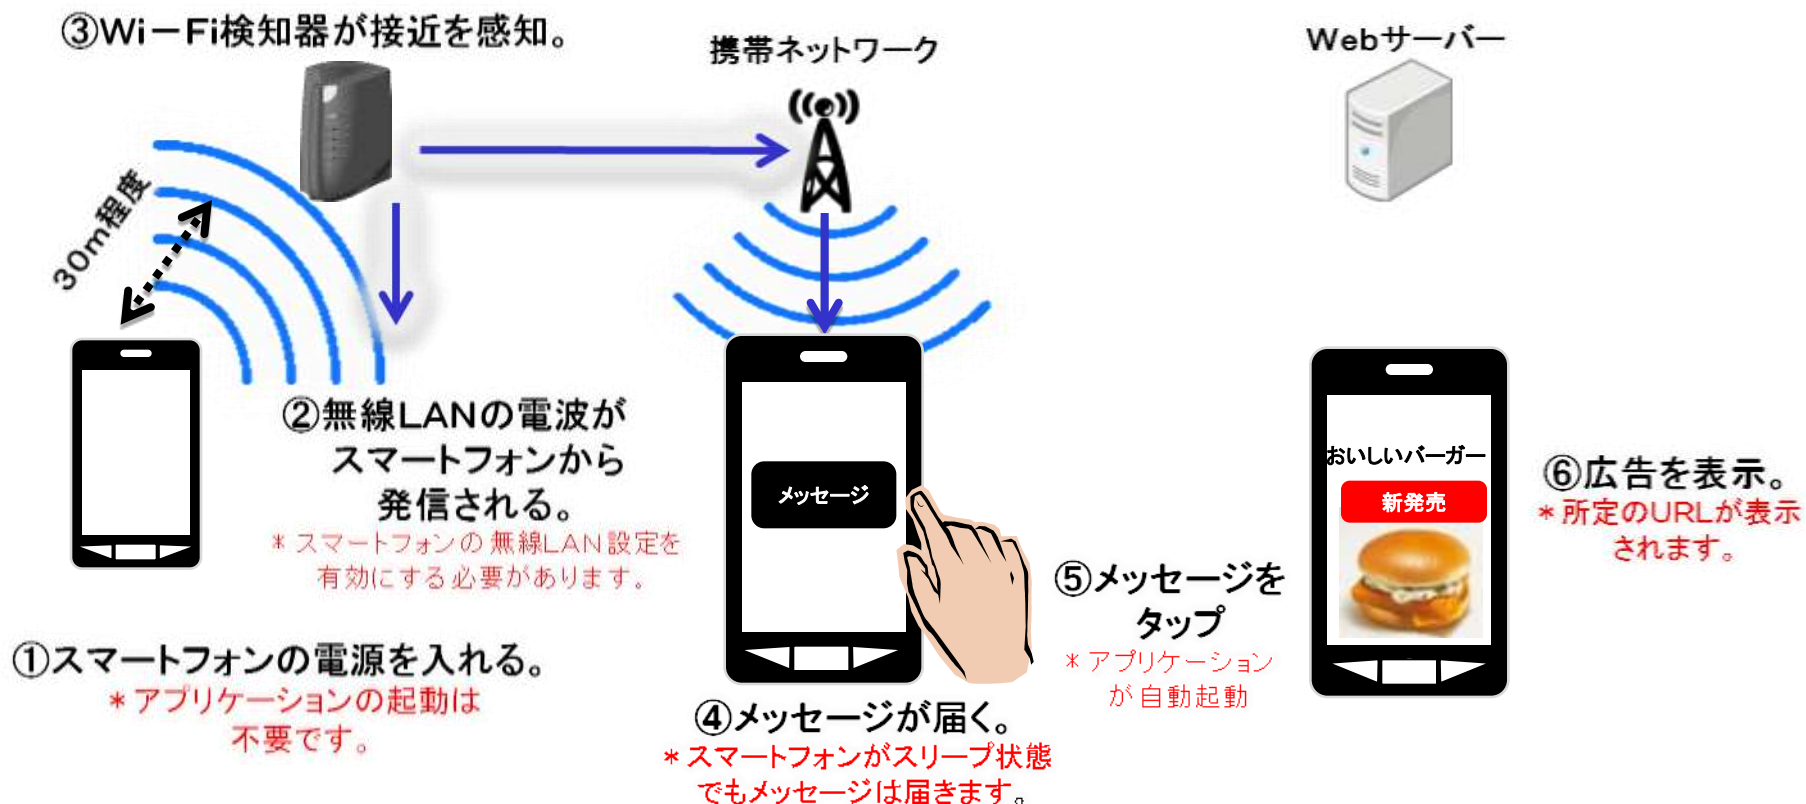 ③Wi－Fi検知器が接近を感知。
携帯ネットワーク
Webサーバー
30m程度
②無線LANの電波が
スマートフォンから
発信される。
＊スマートフォンの無線LAN設定を
有効にする必要があります。
①スマートフォンの電源を入れる。
＊アプリケーションの起動は
不要です。
メッセージ
④メッセージが届く。
＊スマートフォンがスリープ状態
でもメッセージは届きます。
⑤メッセージを
タップ
＊アプリケーション
が自動起動
おいしいバーガー
新発売
⑥広告を表示。
＊所定のURLが表示
されます。